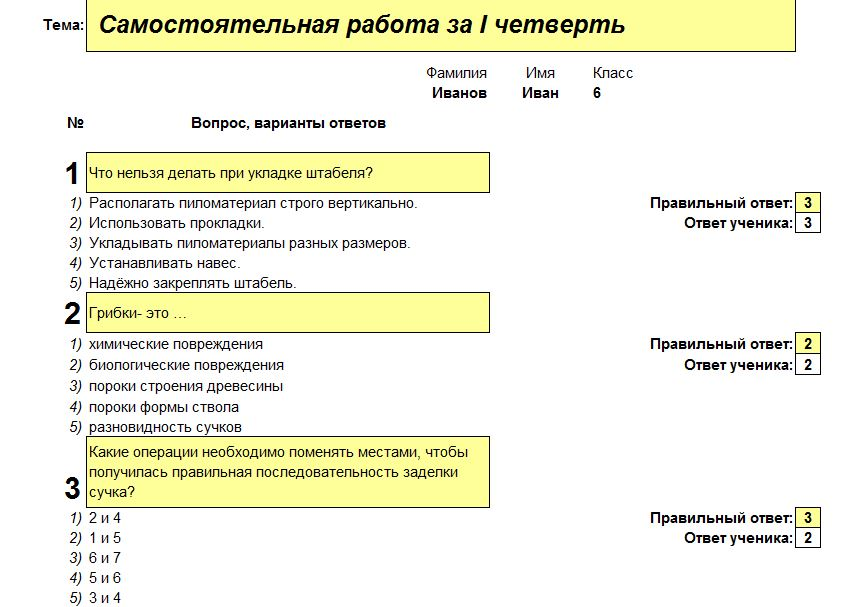 Тема: Самостоятельная работа за I четверть
Фамилия Имя Класс
Иванов Иван 6
№ Вопрос, варианты ответов
1 Что нельзя делать при укладке штабеля?
1) Располагать пиломатериал строго вертикально. Правильный ответ: 3
2) Использовать прокладки. Ответ ученика: 3
3) Укладывать пиломатериалы разных размеров.
4) Устанавливать навес.
5) Надёжно закреплять штабель.
2 Грибки- это …
1) химические повреждения Правильный ответ: 2
2) биологические повреждения Ответ ученика: 2
3) пороки строения древесины
4) пороки формы ствола
5) разновидность сучков
Какие операции необходимо поменять местами, чтобы
получилась правильная последовательность заделки
3 сучка?
1) 2 и 4 Правильный ответ: 3
2) 1 и 5 Ответ ученика: 2
3) 6 и 7
4) 5 и 6
5) 3 и 4